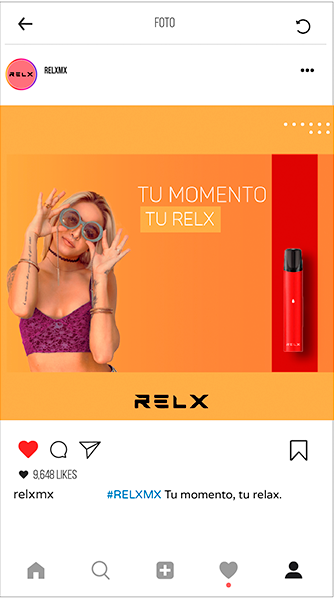 FOTO
RELX
RELXMX
TU MOMENTO
TU RELX
RELX
9,648 LIKES
relxmx #RELXMX Tu momento, tu relax.